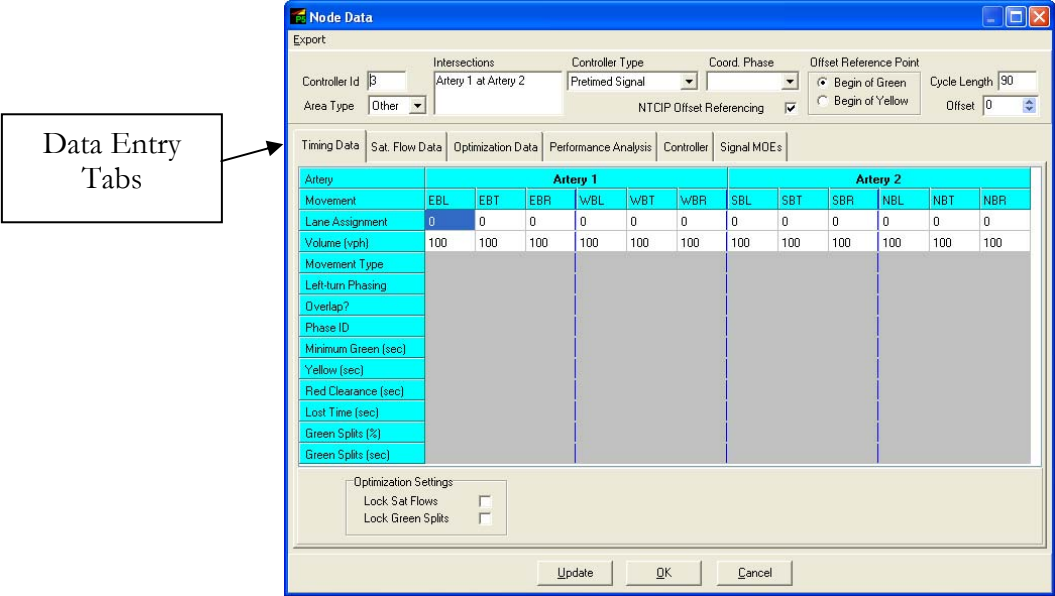 Node Data
Export
Intersections Controller Type Coord. Phase Offset Reference Point
Controller Id 3 Artery 1 at Artery 2 Pretimed Signal Begin of Green Cycle Length 90
Area Type Other NTCIP Offset Referencing Begin of Yellow Offset 0
Data Entry
Tabs
Timing Data Sat. Flow Data Optimization Data Performance Analysis Controller Signal MOEs
Artery Artery 1 Artery 2
Movement EBL EBT EBR WBL WBT WBR SBL SBT SBR NBL NBT NBR
Lane Assignment 0 0 0 0 0 0 0 0 0 0 0 0
Volume (vph) 100 100 100 100 100 100 100 100 100 100 100 100
Movement Type
Left-turn Phasing
Overlap?
Phase ID
Minimum Green (sec)
Yellow (sec)
Red Clearance (sec)
Lost Time (sec)
Green Splits (%)
Green Splits (sec)
Optimization Settings
Lock Sat Flows
Lock Green Splits
Update OK Cancel